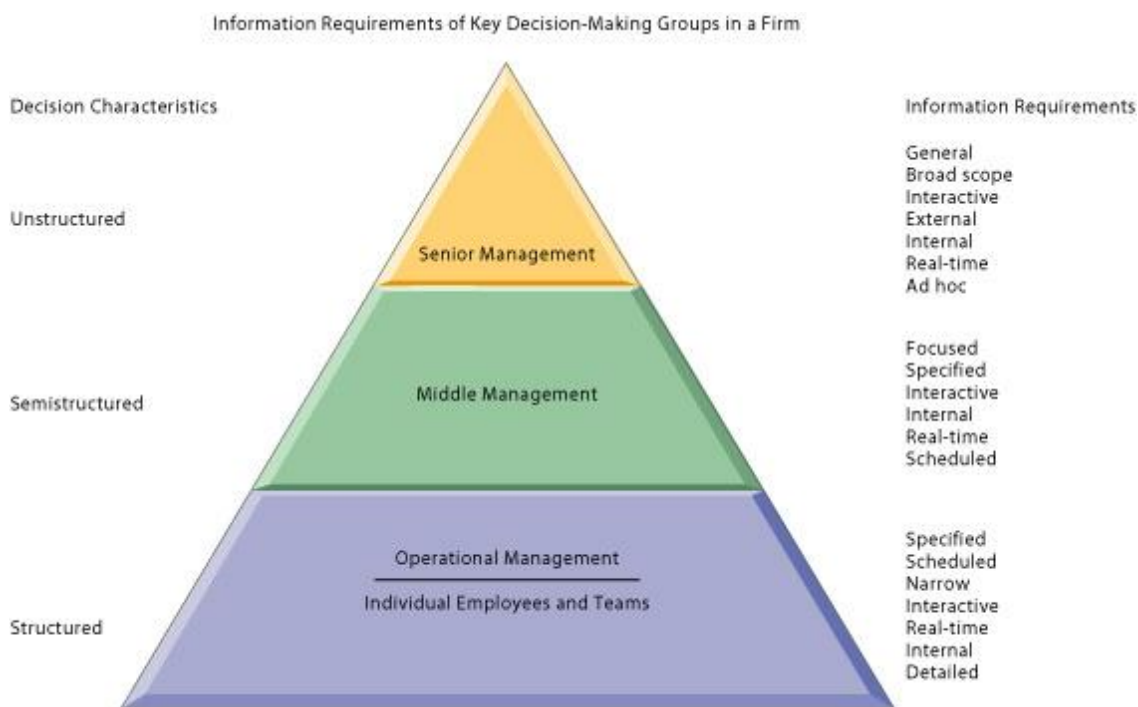 Information Requirements of Key Decision-Making Groups in a Firm
Decision Characteristics
Information Requirements
Unstructured
Senior Management
General
Broad scope
Interactive
External
Internal
Real-time
Ad hoc
Semistructured
Middle Management
Focused
Specified
Interactive
Internal
Real-time
Scheduled
Structured
Operational Management
Individual Employees and Teams
Specified
Scheduled
Narrow
Interactive
Real-time
Internal
Detailed